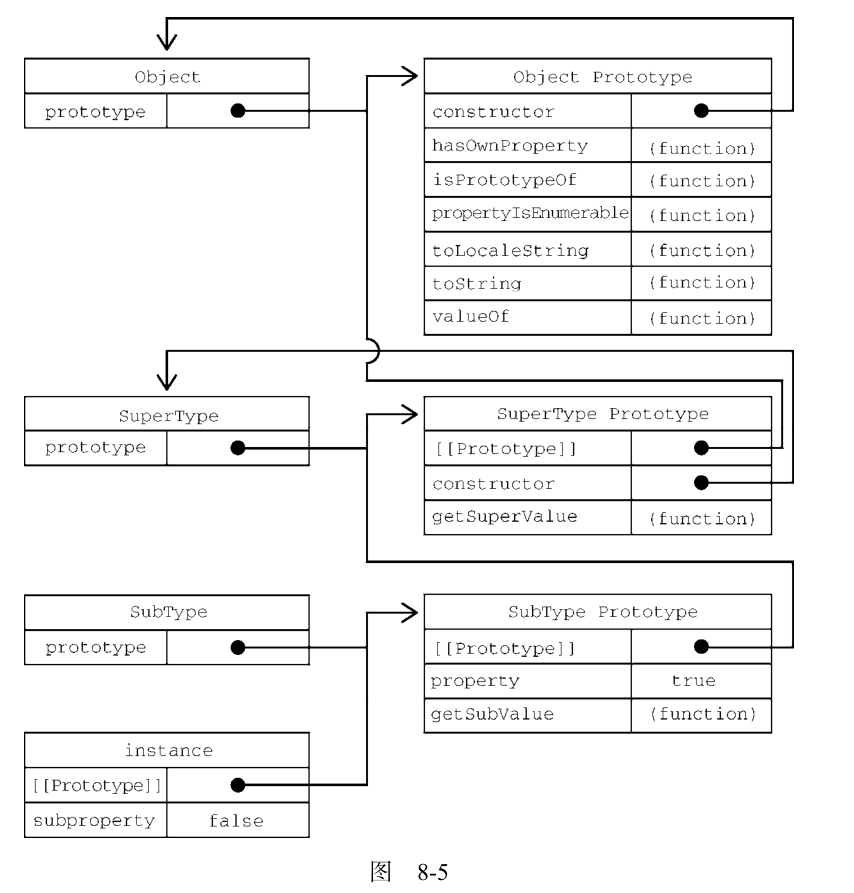 Object
prototype
Object Prototype
constructor
hasOwnProperty (function)
isPrototypeOf (function)
propertyIsEnumerable (function)
toLocaleString (function)
toString (function)
valueOf (function)
SuperType
prototype
SuperType Prototype
[[Prototype]]
constructor
getSuperValue (function)
SubType
prototype
SubType Prototype
[[Prototype]]
property true
getSubValue (function)
instance
[[Prototype]]
subproperty false
图 8-5